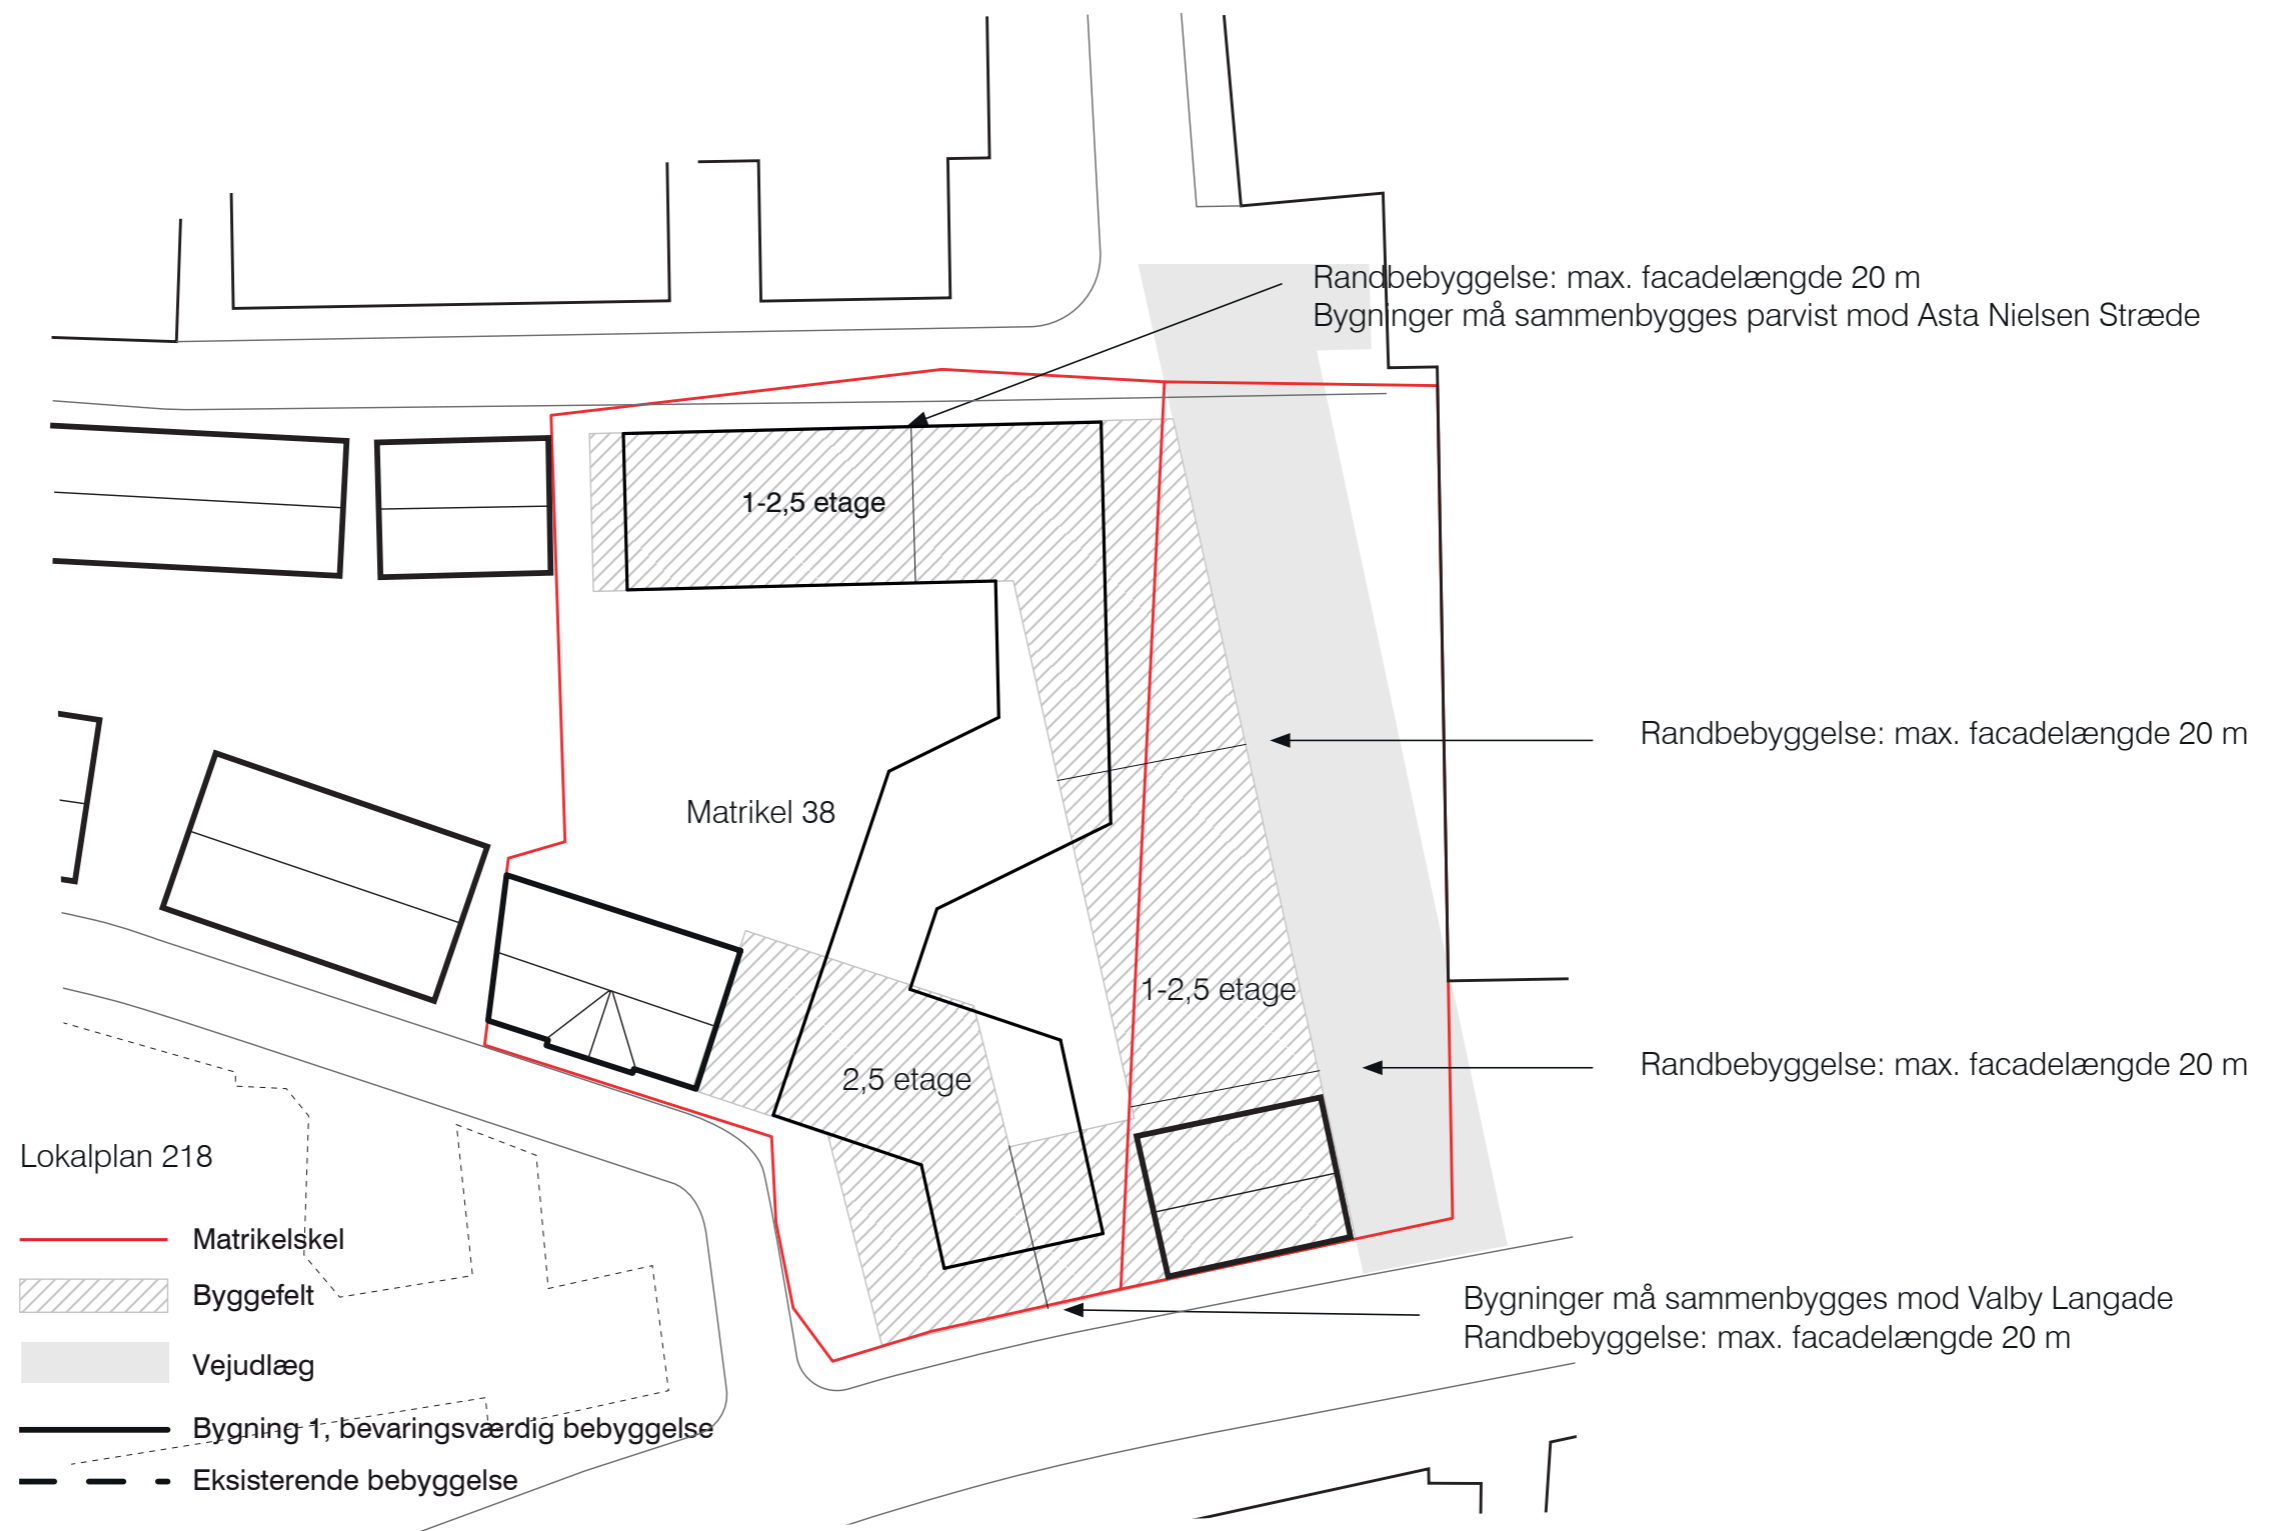 Randbebyggelse: max. facadelængde 20 m
Bygninger må sammenbygges parvist mod Asta Nielsen Stræde
1-2,5 etage
Randbebyggelse: max. facadelængde 20 m
Matrikel 38
1-2,5 etage
Randbebyggelse: max. facadelængde 20 m
2,5 etage
Bygninger må sammenbygges mod Valby Langade
Randbebyggelse: max. facadelængde 20 m
Lokalplan 218
Matrikelskel
Byggefelt
Vejudlæg
Bygning 1, bevaringsværdig bebyggelse
Eksisterende bebyggelse